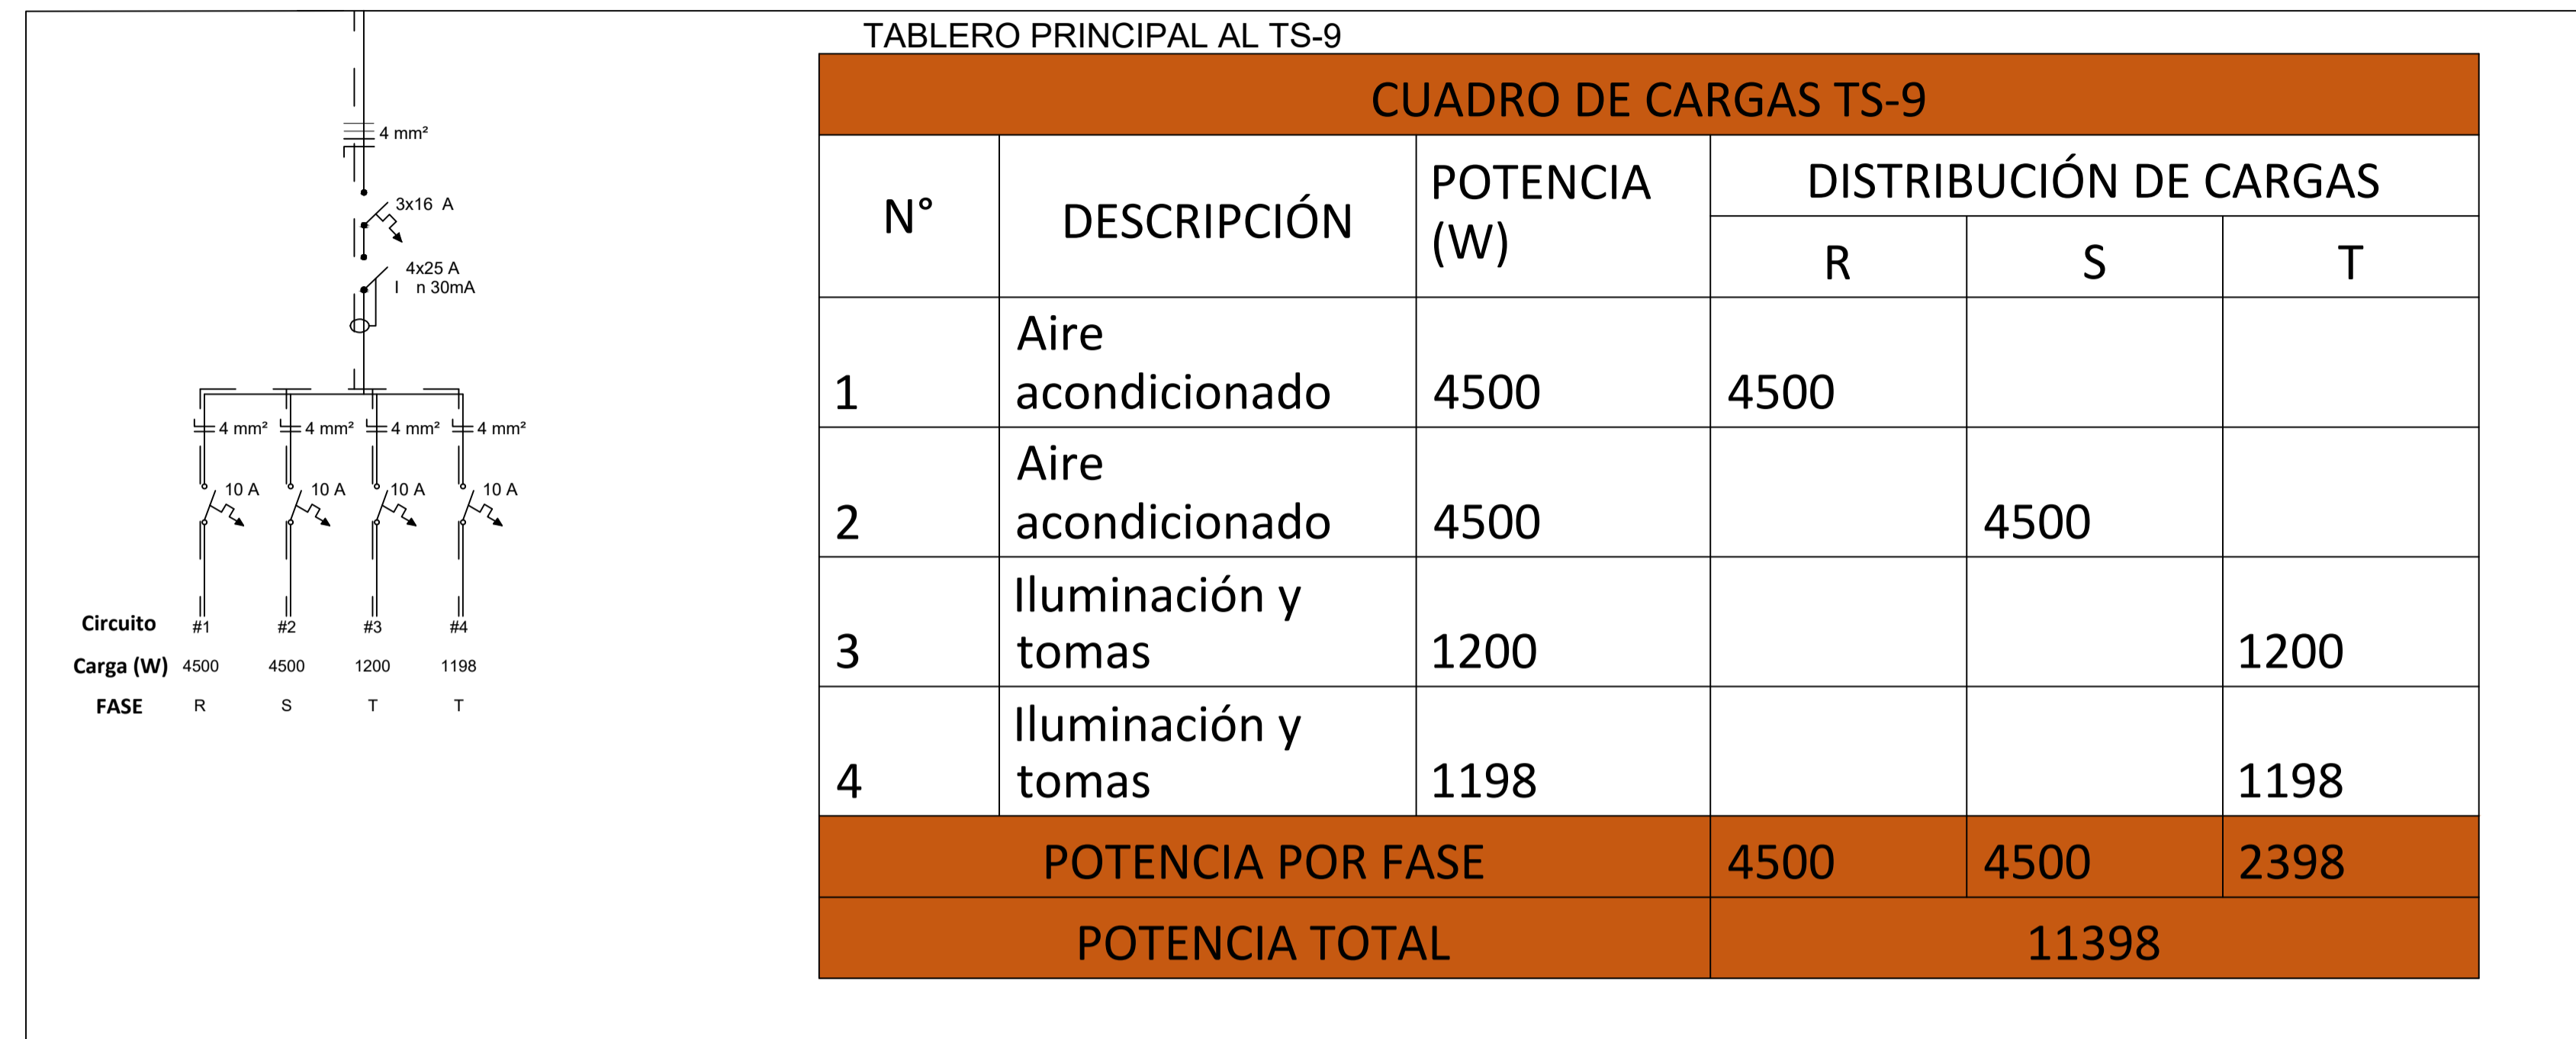 TABLERO PRINCIPAL AL TS-9
4 mm²
3x16 A
4x25 A
I n 30mA
4 mm² 4 mm² 4 mm² 4 mm²
10 A 10 A 10 A 10 A
Circuito #1 #2 #3 #4
Carga (W) 4500 4500 1200 1198
FASE R S T T
CUADRO DE CARGAS TS-9
N° DESCRIPCIÓN POTENCIA (W) DISTRIBUCIÓN DE CARGAS
R S T
1 Aire acondicionado 4500 4500
2 Aire acondicionado 4500 4500
3 Iluminación y tomas 1200 1200
4 Iluminación y tomas 1198 1198
POTENCIA POR FASE 4500 4500 2398
POTENCIA TOTAL 11398